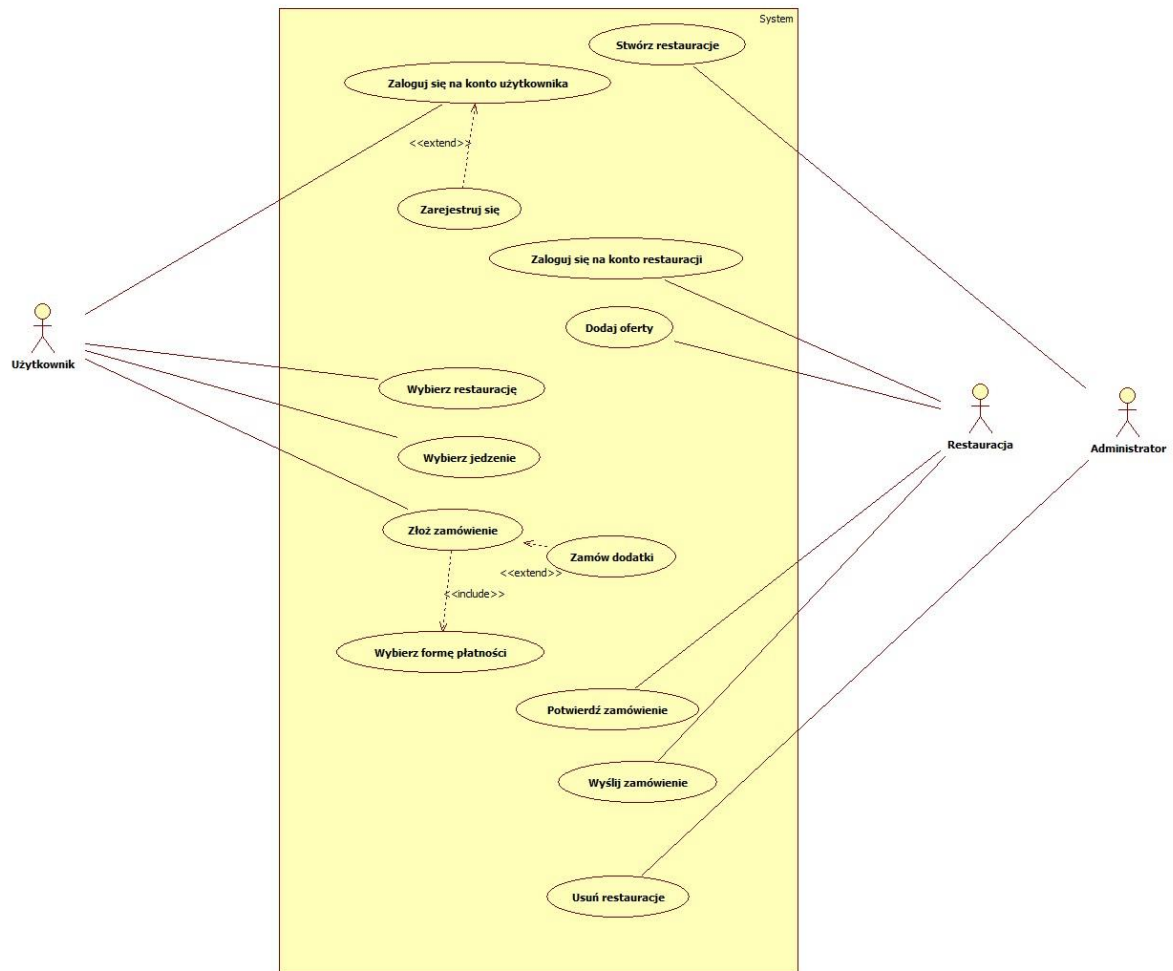 System
Stwórz restauracje
Zaloguj się na konto użytkownika
<<extend>>
Zarejestruj się
Zaloguj się na konto restauracji
Dodaj oferty
Użytkownik
Wybierz restaurację
Restauracja
Administrator
Wybierz jedzenie
Złoż zamówienie
Zamów dodatki
<<extend>>
<<include>>
Wybierz formę płatności
Potwierdź zamówienie
Wyślij zamówienie
Usuń restauracje